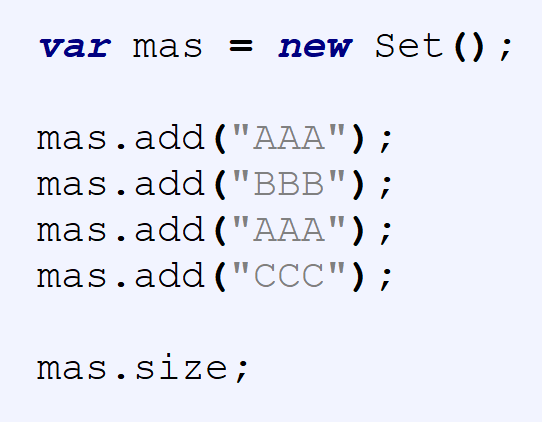 var mas = new Set();
mas.add("AAA");
mas.add("BBB");
mas.add("AAA");
mas.add("CCC");
mas.size;